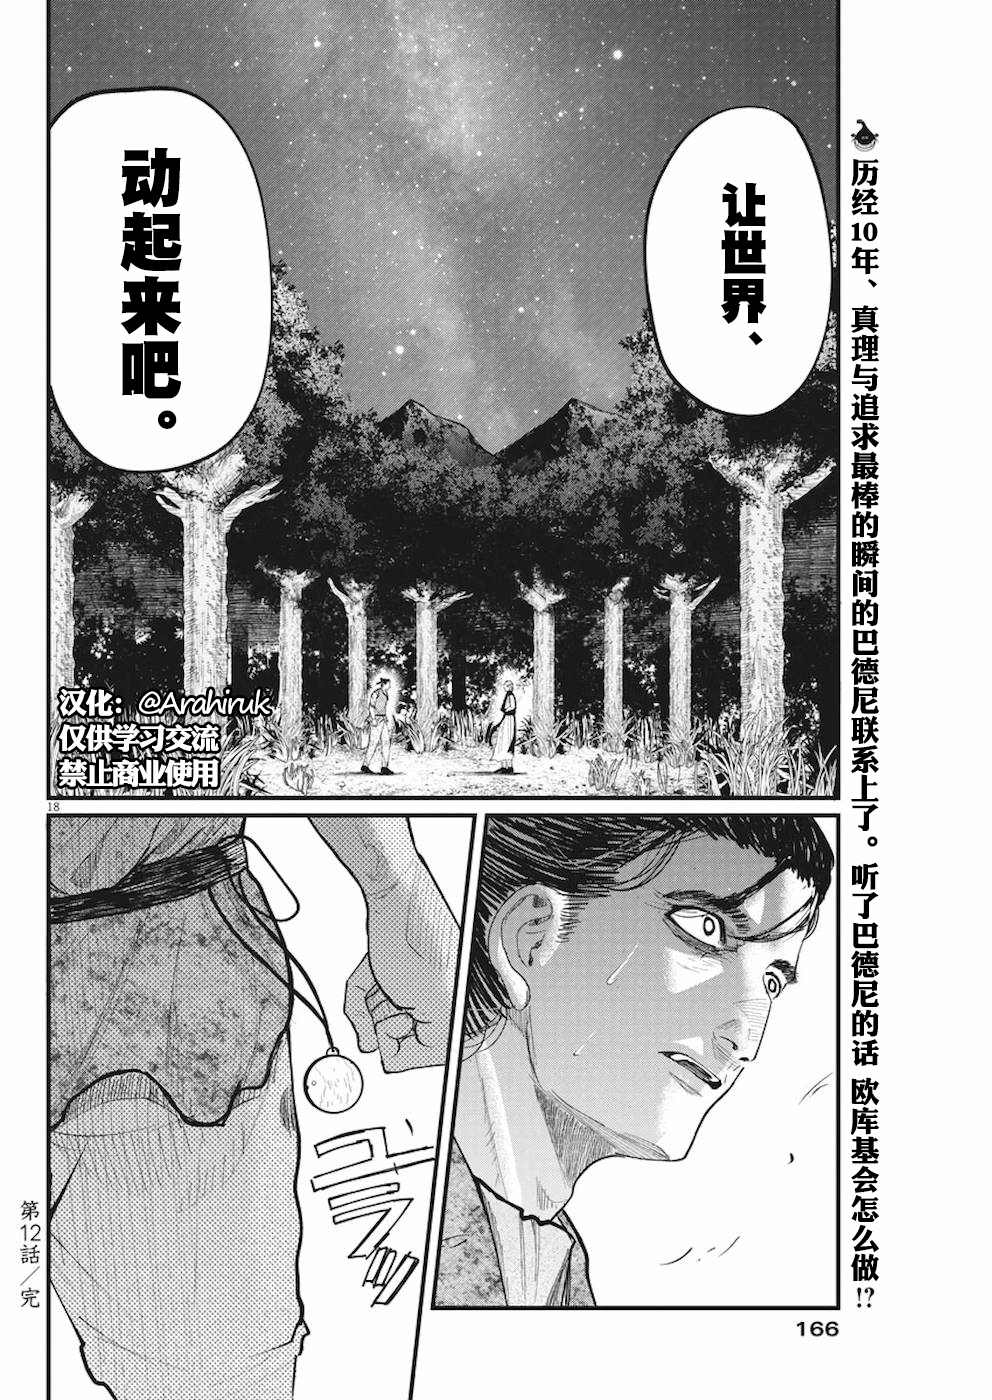 历经10年、真理与追求最棒的瞬间的巴德尼联系上了。听了巴德尼的话 欧库基会怎么做!?
让世界、
动起来吧。
汉化：@Arahiruk
仅供学习交流
禁止商业使用
18
第12話／完
166